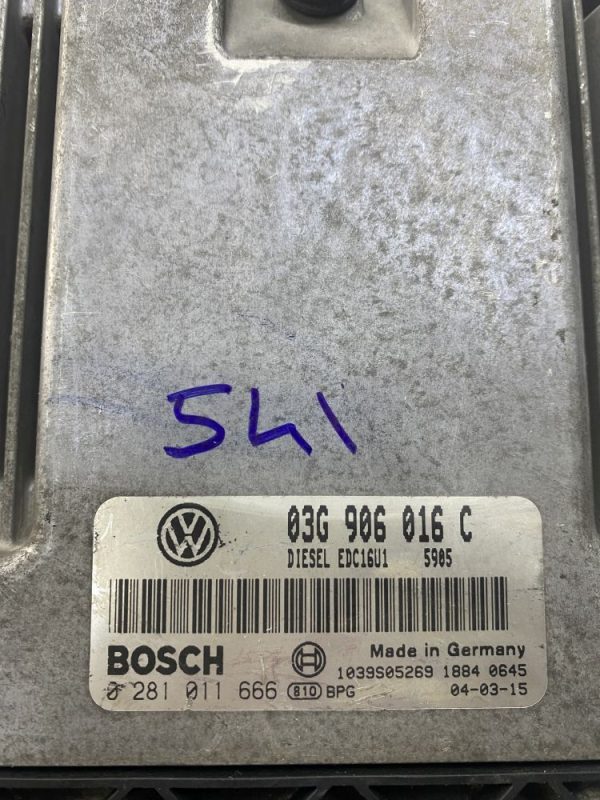 541
03G 906 016 C
DIESEL EDC16U1 5905
BOSCH
Made in Germany
1039S05269 1884 0645
0 281 011 666 810 BPG 04-03-15